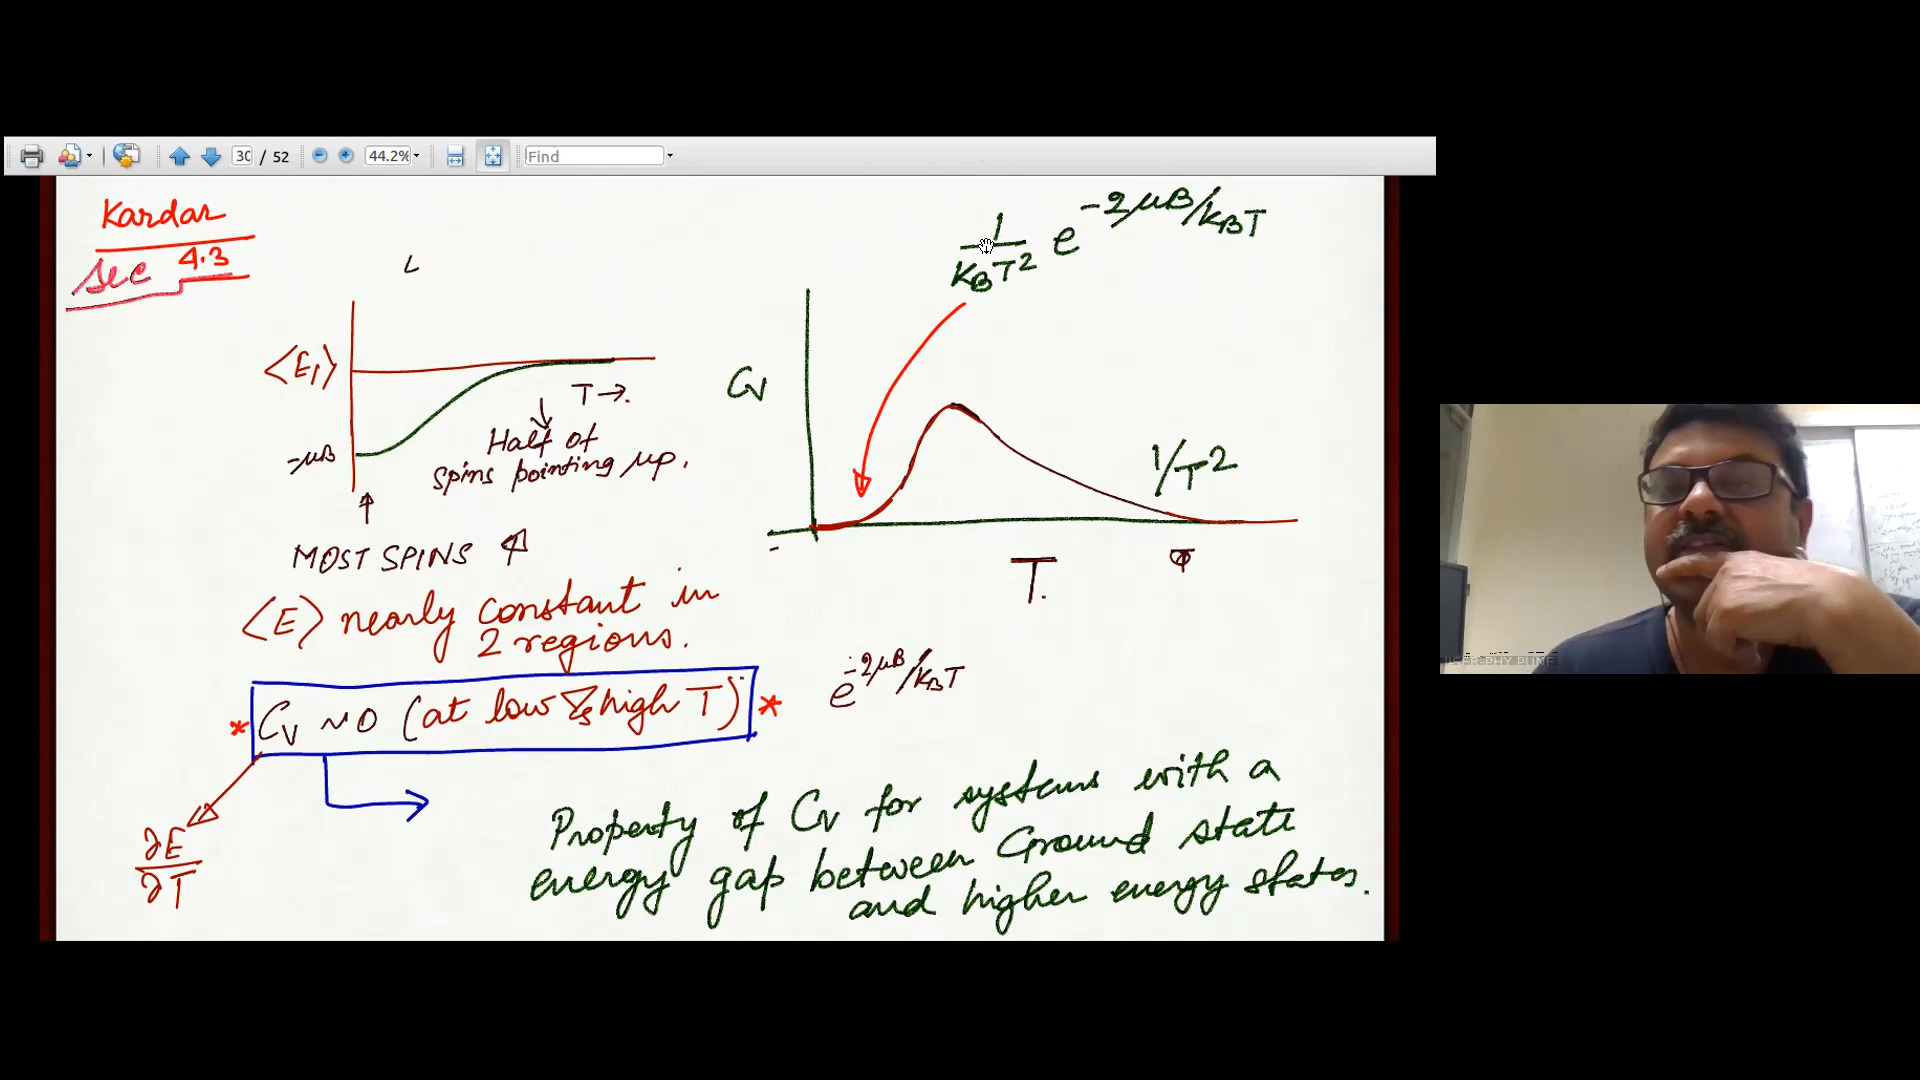 30 / 52
44.2%
Find
Kardar
Sec 4.3
1
KBT² e^-2μB/KBT
<E1>
-μB
T→.
Half of
spins pointing up.
MOST SPINS
<E> nearly constant in
2 regions.
* Cv ~0 (at low & high T) *
∂E
∂T
Cv
1/T²
T.
e^-2μB/KBT
Property of Cv for systems with a
energy gap between Ground state
and higher energy states.